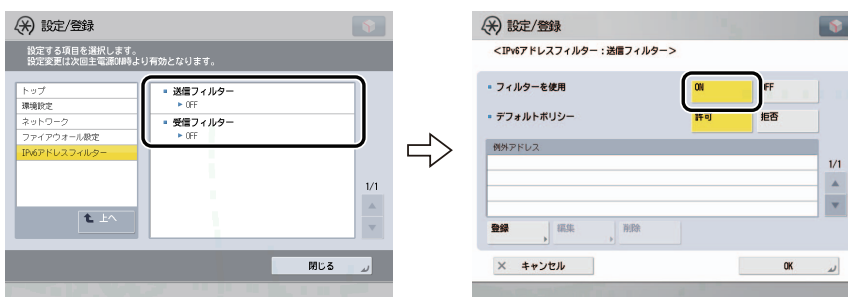 設定/登録
設定する項目を選択します。
設定変更は次回主電源ON時より有効となります。
トップ
環境設定
ネットワーク
ファイアウォール設定
IPv6アドレスフィルター
上へ
送信フィルター
OFF
受信フィルター
OFF
1/1
閉じる
設定/登録
<IPv6アドレスフィルター:送信フィルター>
フィルターを使用
ON
OFF
デフォルトポリシー
許可
拒否
例外アドレス
1/1
登録
編集
削除
キャンセル
OK